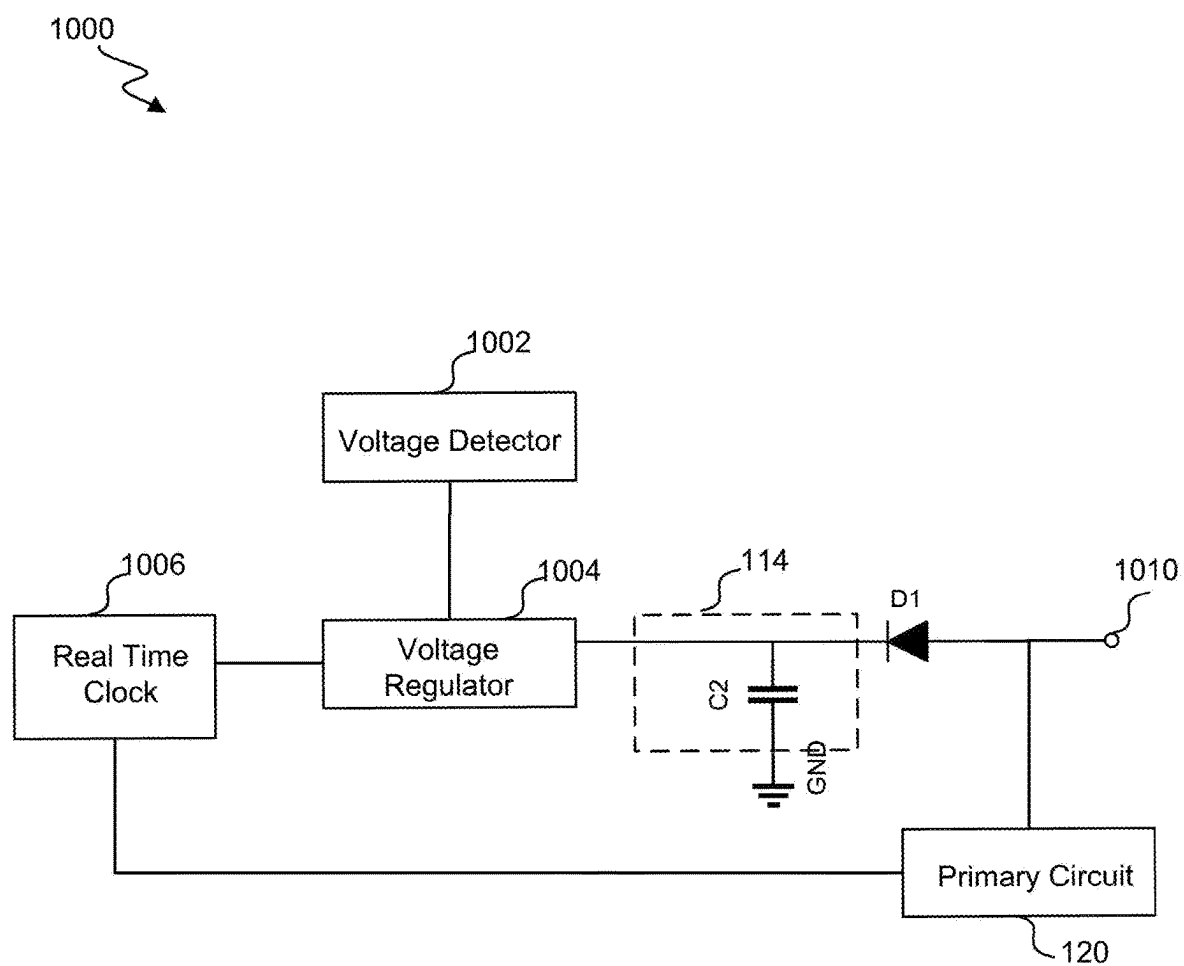 1000
1002
Voltage Detector
1006
1004
114
D1
1010
Real Time
Clock
Voltage
Regulator
C2
GND
Primary Circuit
120